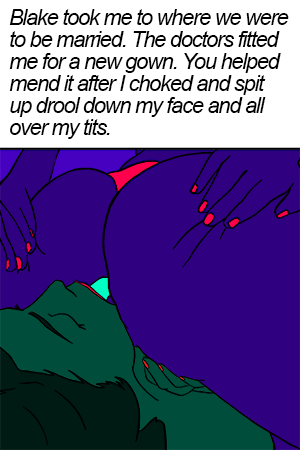 Blake took me to where we were
to be married. The doctors fitted
me for a new gown. You helped
mend it after I choked and spit
up drool down my face and all
over my tits.